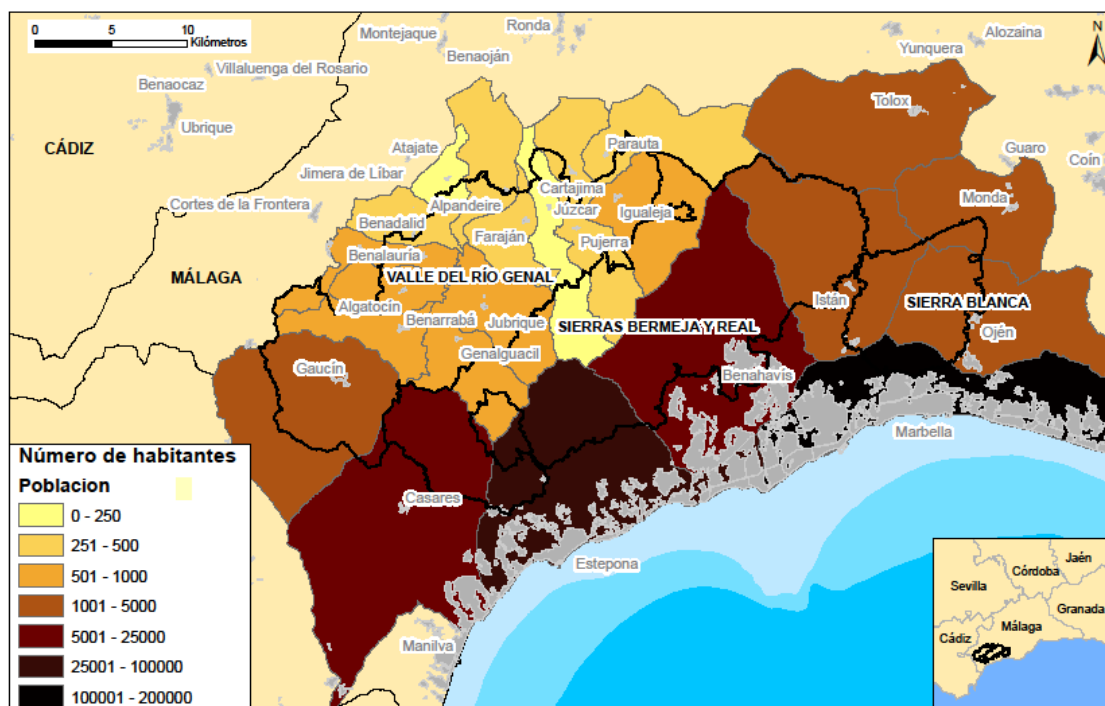 0 5 10
Kilómetros
N
Montejaque
Ronda
Benaoján
Yunquera
Alozaina
Villaluenga del Rosario
Benaocaz
Ubrique
Tolox
CÁDIZ
Atajate
Parauta
Guaro
Coín
Jimera de Líbar
Cartajima
Monda
Cortes de la Frontera
Alpandeire
Júzcar
Igualeja
Benadalid
Faraján
Pujerra
Benalauría
MÁLAGA
VALLE DEL RÍO GENAL
Algatocín
Istán
SIERRA BLANCA
Benarrabá
Jubrique
SIERRAS BERMEJA Y REAL
Ojén
Genalguacil
Gaucín
Benahavis
Marbella
Casares
Estepona
Manilva
Número de habitantes
Poblacion
0 - 250
251 - 500
501 - 1000
1001 - 5000
5001 - 25000
25001 - 100000
100001 - 200000
Jaén
Córdoba
Sevilla
Granada
Málaga
Cádiz